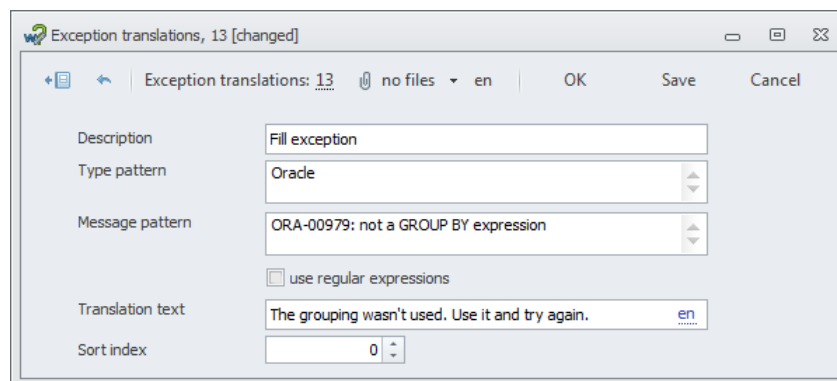 Exception translations, 13 [changed]
Exception translations: 13 no files en OK Save Cancel
Description Fill exception
Type pattern Oracle
Message pattern ORA-00979: not a GROUP BY expression
use regular expressions
Translation text The grouping wasn't used. Use it and try again. en
Sort index 0